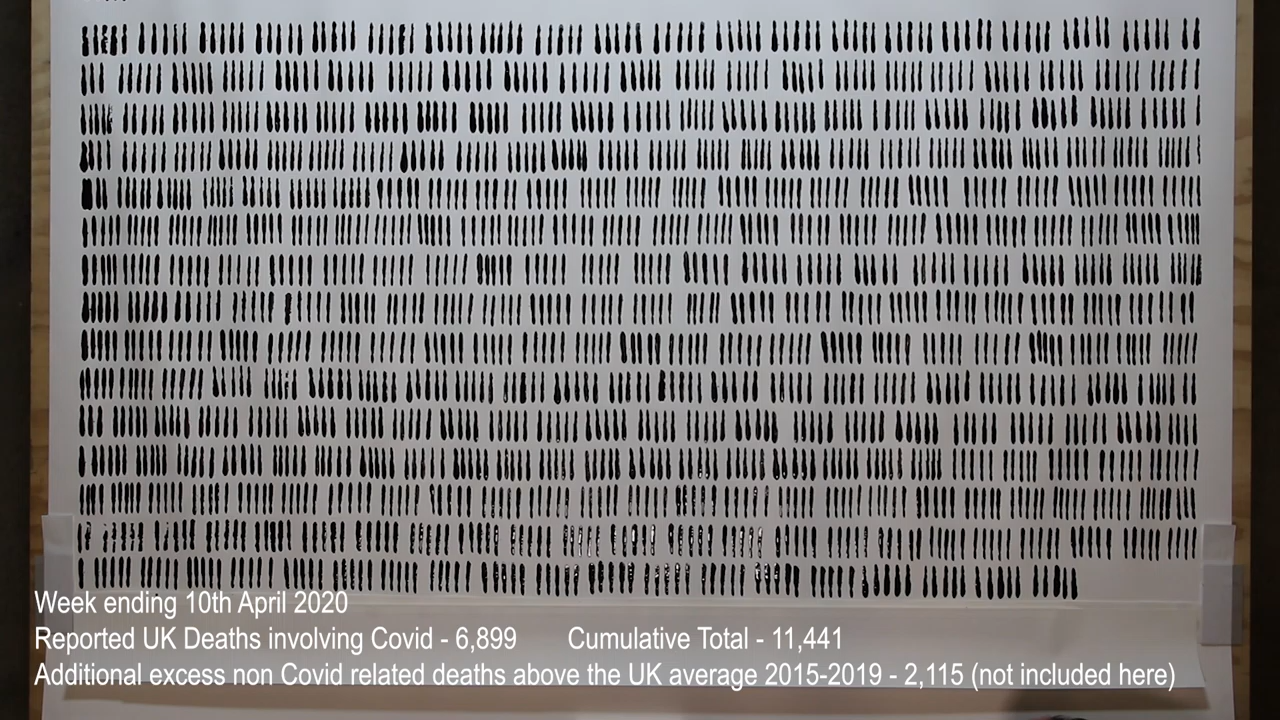 Week ending 10th April 2020
Reported UK Deaths involving Covid - 6,899 Cumulative Total - 11,441
Additional excess non Covid related deaths above the UK average 2015-2019 - 2,115 (not included here)